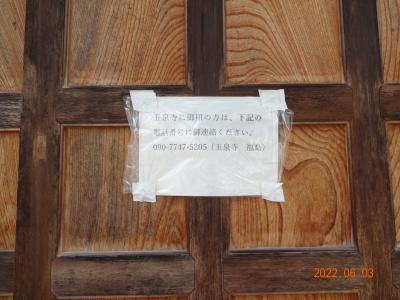 玉泉寺に御用の方は、下記の
電話番号に御連絡ください。
090-7747-5205（玉泉寺　飯島）
2022.06.03